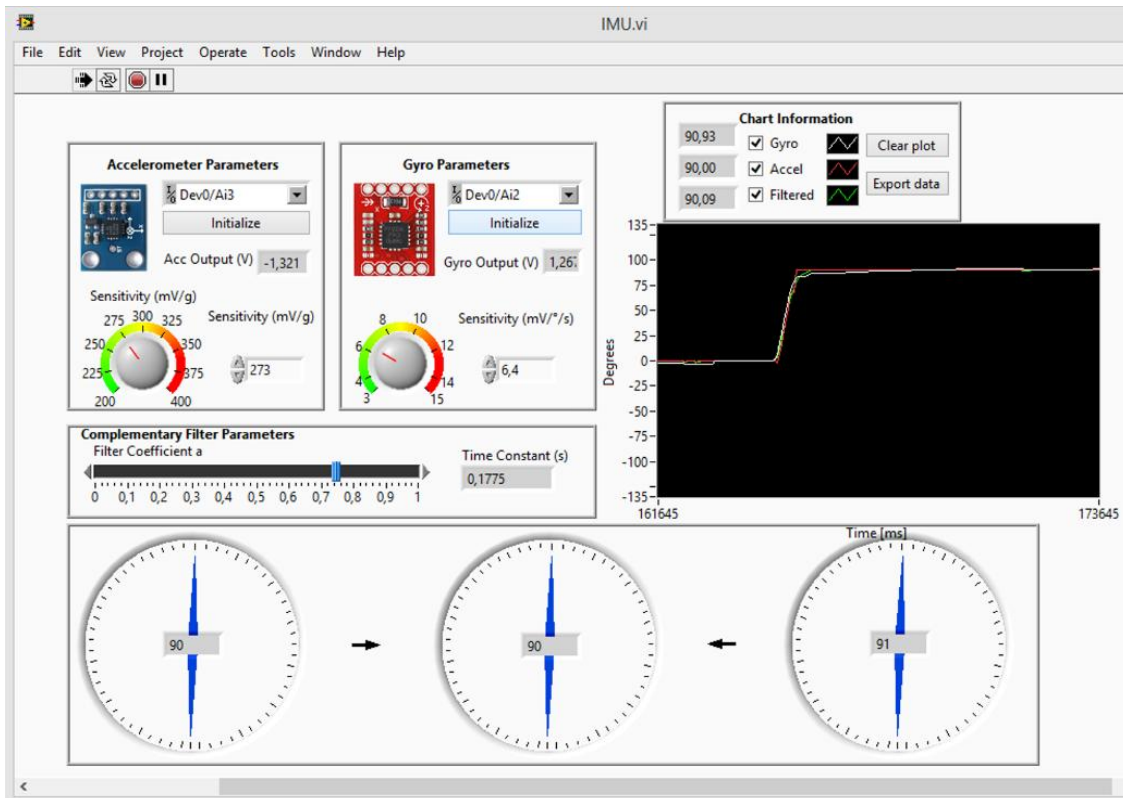 IMU.vi
File Edit View Project Operate Tools Window Help
Chart Information
90,93 Gyro Clear plot
90,00 Accel
90,09 Filtered Export data
Accelerometer Parameters
Dev0/Ai3
Initialize
Acc Output (V) -1,321
Sensitivity (mV/g)
Sensitivity (mV/g)
200 225 250 275 300 325 350 375 400
273
Gyro Parameters
Dev0/Ai2
Initialize
Gyro Output (V) 1,267
Sensitivity (mV/°/s)
3 4 6 8 10 12 14 15
6,4
135
100
75
50
25
0
-25
-50
-75
-100
-135
Degrees
161645 173645
Time [ms]
Complementary Filter Parameters
Filter Coefficient a
0 0,1 0,2 0,3 0,4 0,5 0,6 0,7 0,8 0,9 1
Time Constant (s)
0,1775
90 90 91